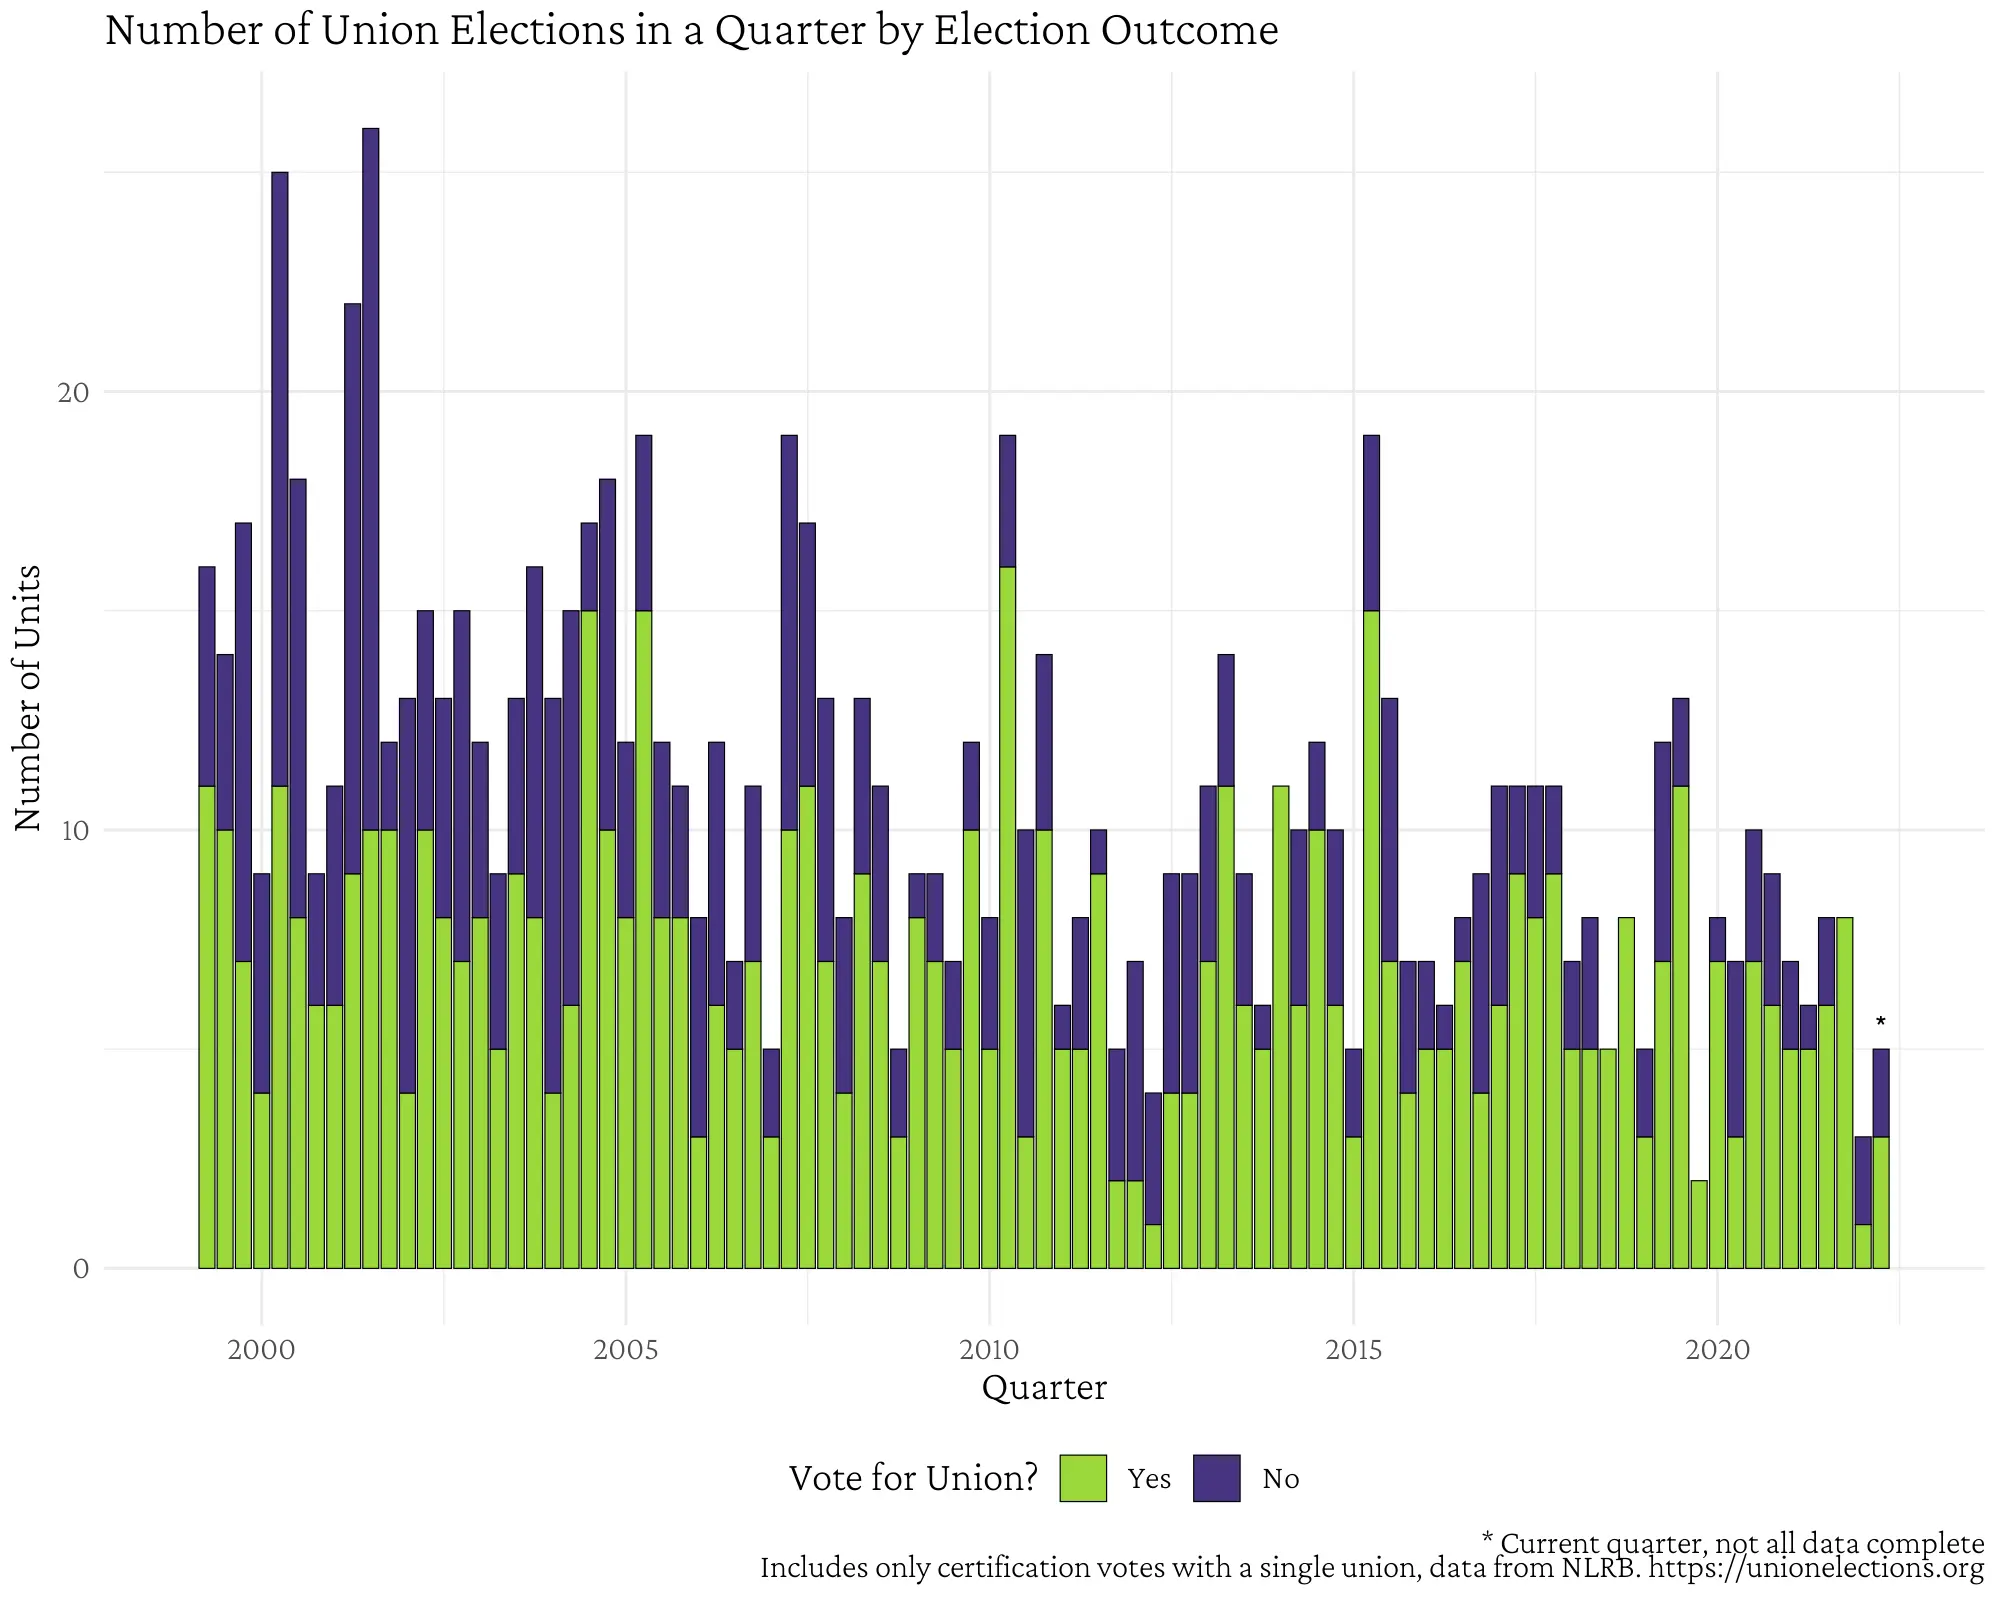 Number of Union Elections in a Quarter by Election Outcome
Number of Units
20
10
0
*
2000 2005 2010 2015 2020
Quarter
Vote for Union? Yes No
* Current quarter, not all data complete
Includes only certification votes with a single union, data from NLRB. https://unionelections.org